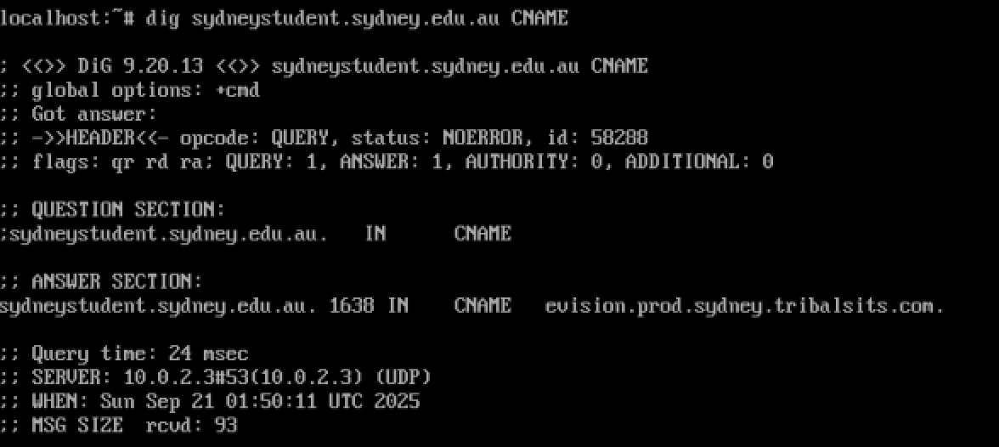 localhost:~# dig sydneystudent.sydney.edu.au CNAME
; <<>> DiG 9.20.13 <<>> sydneystudent.sydney.edu.au CNAME
;; global options: +cmd
;; Got answer:
;; ->>HEADER<<- opcode: QUERY, status: NOERROR, id: 58288
;; flags: qr rd ra; QUERY: 1, ANSWER: 1, AUTHORITY: 0, ADDITIONAL: 0
;; QUESTION SECTION:
;sydneystudent.sydney.edu.au. IN CNAME
;; ANSWER SECTION:
sydneystudent.sydney.edu.au. 1638 IN CNAME evision.prod.sydney.tribalsits.com.
;; Query time: 24 msec
;; SERVER: 10.0.2.3#53(10.0.2.3) (UDP)
;; WHEN: Sun Sep 21 01:50:11 UTC 2025
;; MSG SIZE rcvd: 93